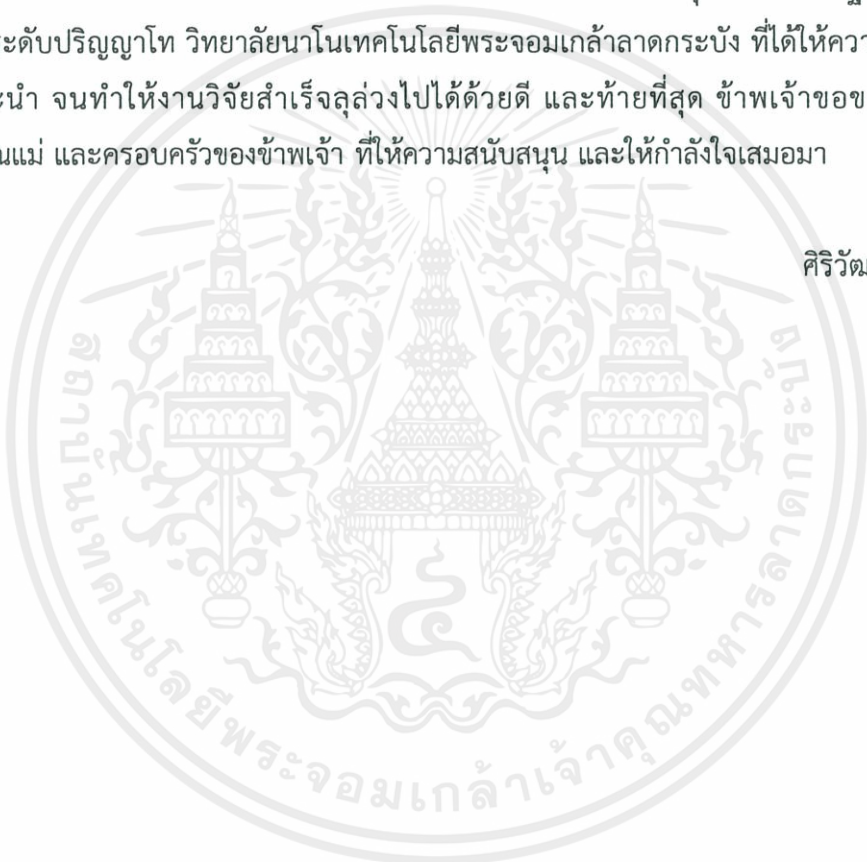 ระดับปริญญาโท วิทยาลัยนาโนเทคโนโลยีพระจอมเกล้าลาดกระบัง ที่ได้ให้ควา
ะนำ จนทำให้งานวิจัยสำเร็จลุล่วงไปได้ด้วยดี และท้ายที่สุด ข้าพเจ้าขอข
นแม่ และครอบครัวของข้าพเจ้า ที่ให้ความสนับสนุน และให้กำลังใจเสมอมา
ศิริวัฒ
สถาบันเทคโนโลยีพระจอมเกล้าเจ้าคุณทหารลาดกระบัง